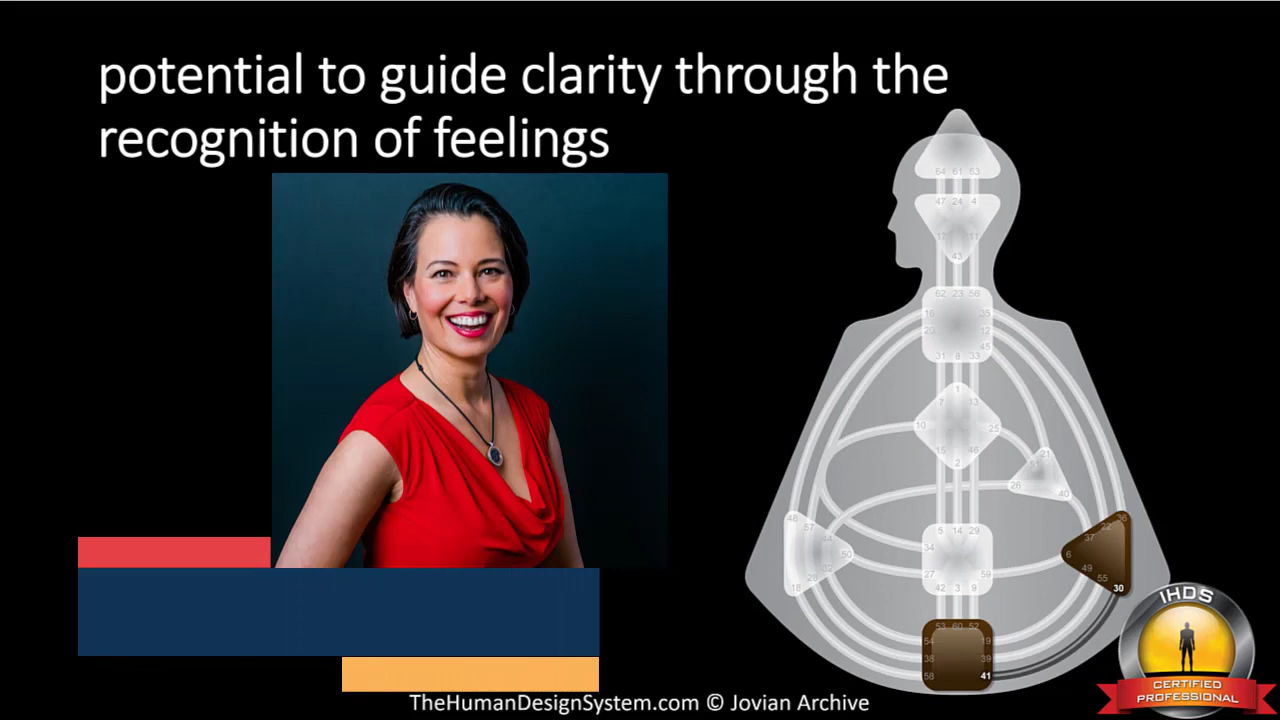 potential to guide clarity through the
recognition of feelings
64 61 63
47 24 4
17 11
43
62 23 56
16 35
20 12
45
31 8 33
1
7 13
10 25
15 46
2
21
51
26 40
48
57
50
32
28
18
5 14 29
34
27 59
42 3 9
36
22
37
6
49
55
30
53 60 52
54 19
38 39
58 41
IHDS
CERTIFIED
PROFESSIONAL
TheHumanDesignSystem.com © Jovian Archive